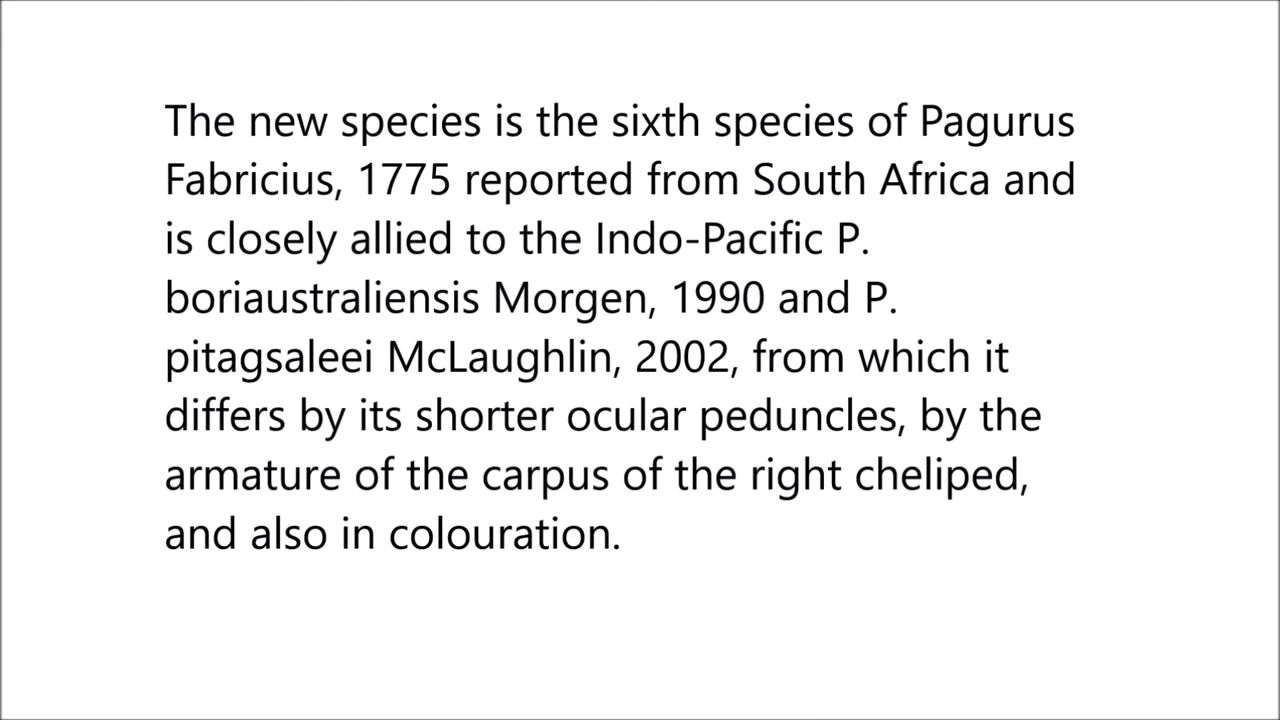 The new species is the sixth species of Pagurus
Fabricius, 1775 reported from South Africa and
is closely allied to the Indo-Pacific P.
boriaustraliensis Morgen, 1990 and P.
pitagsaleei McLaughlin, 2002, from which it
differs by its shorter ocular peduncles, by the
armature of the carpus of the right cheliped,
and also in colouration.